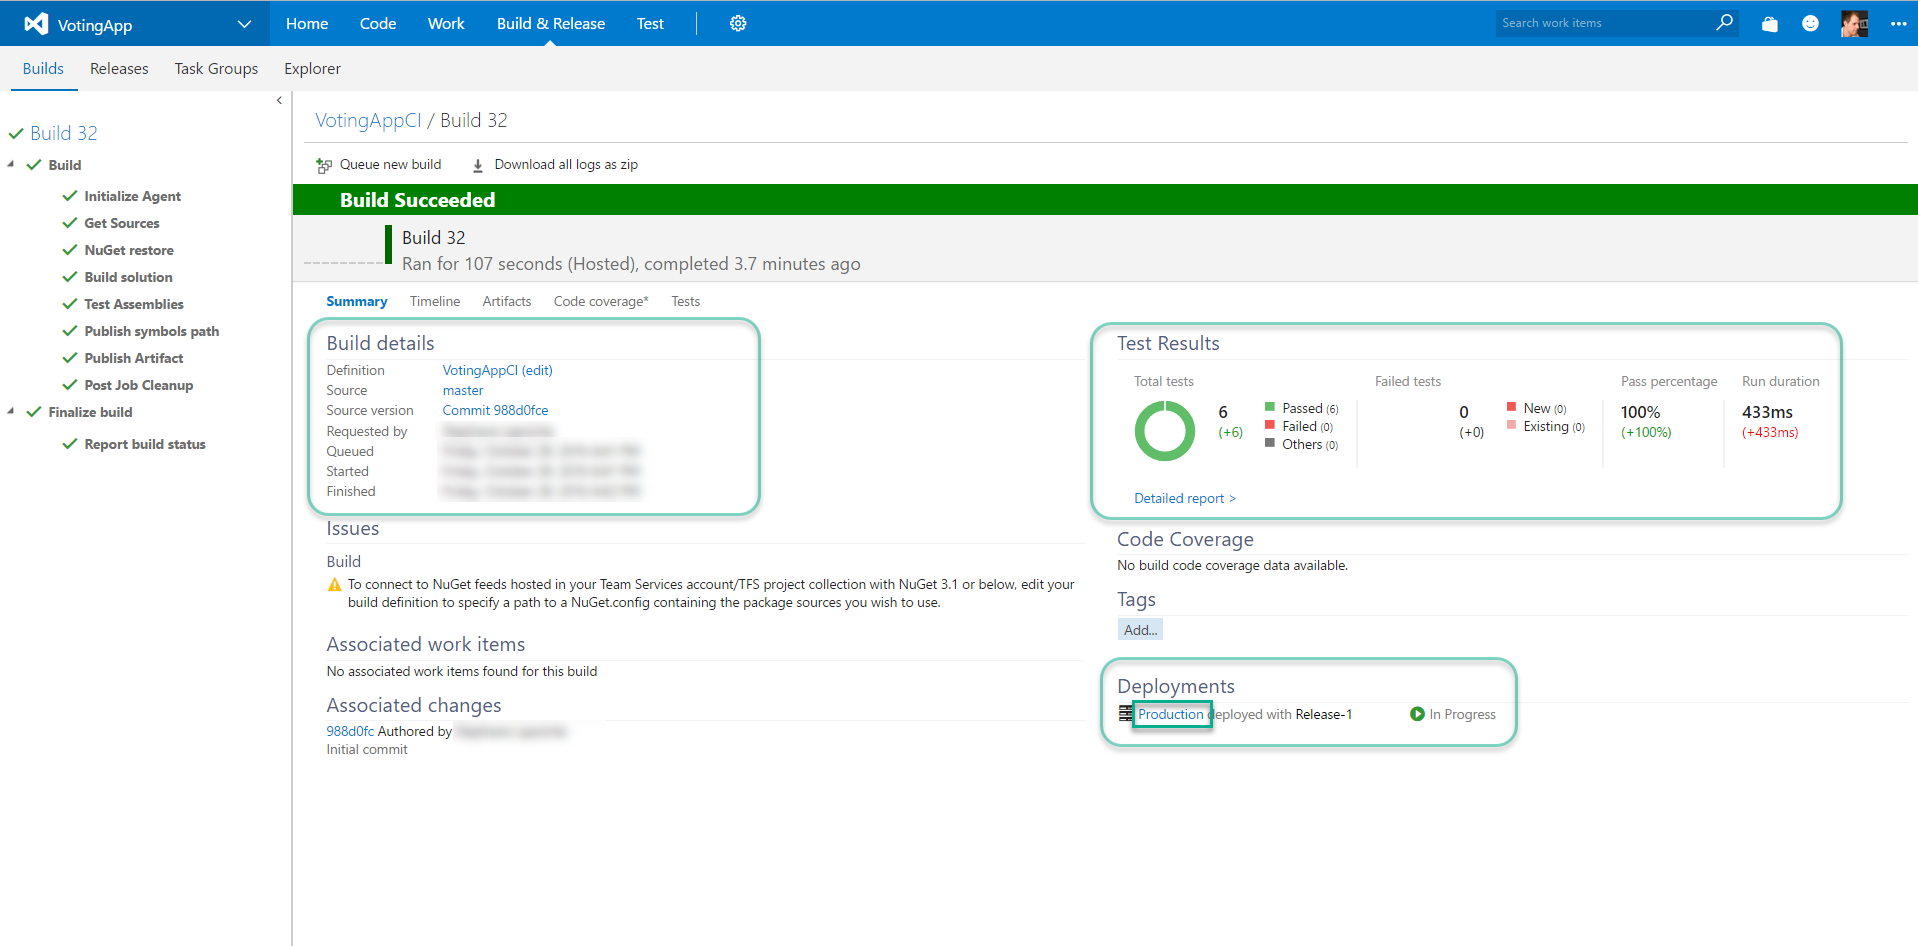 VotingApp
Home Code Work Build & Release Test
Search work items
Builds Releases Task Groups Explorer
Build 32
Build
Initialize Agent
Get Sources
NuGet restore
Build solution
Test Assemblies
Publish symbols path
Publish Artifact
Post Job Cleanup
Finalize build
Report build status
VotingAppCI / Build 32
Queue new build Download all logs as zip
Build Succeeded
Build 32
Ran for 107 seconds (Hosted), completed 3.7 minutes ago
Summary Timeline Artifacts Code coverage* Tests
Build details
Definition VotingAppCI (edit)
Source master
Source version Commit 988d0fce
Requested by
Queued
Started
Finished
Issues
Build
To connect to NuGet feeds hosted in your Team Services account/TFS project collection with NuGet 3.1 or below, edit your
build definition to specify a path to a NuGet.config containing the package sources you wish to use.
Associated work items
No associated work items found for this build
Associated changes
988d0fc Authored by
Initial commit
Test Results
Total tests Failed tests Pass percentage Run duration
6 Passed (6) 0 New (0) 100% 433ms
(+6) Failed (0) (+0) Existing (0) (+100%) (+433ms)
Others (0)
Detailed report >
Code Coverage
No build code coverage data available.
Tags
Add...
Deployments
Production deployed with Release-1 In Progress